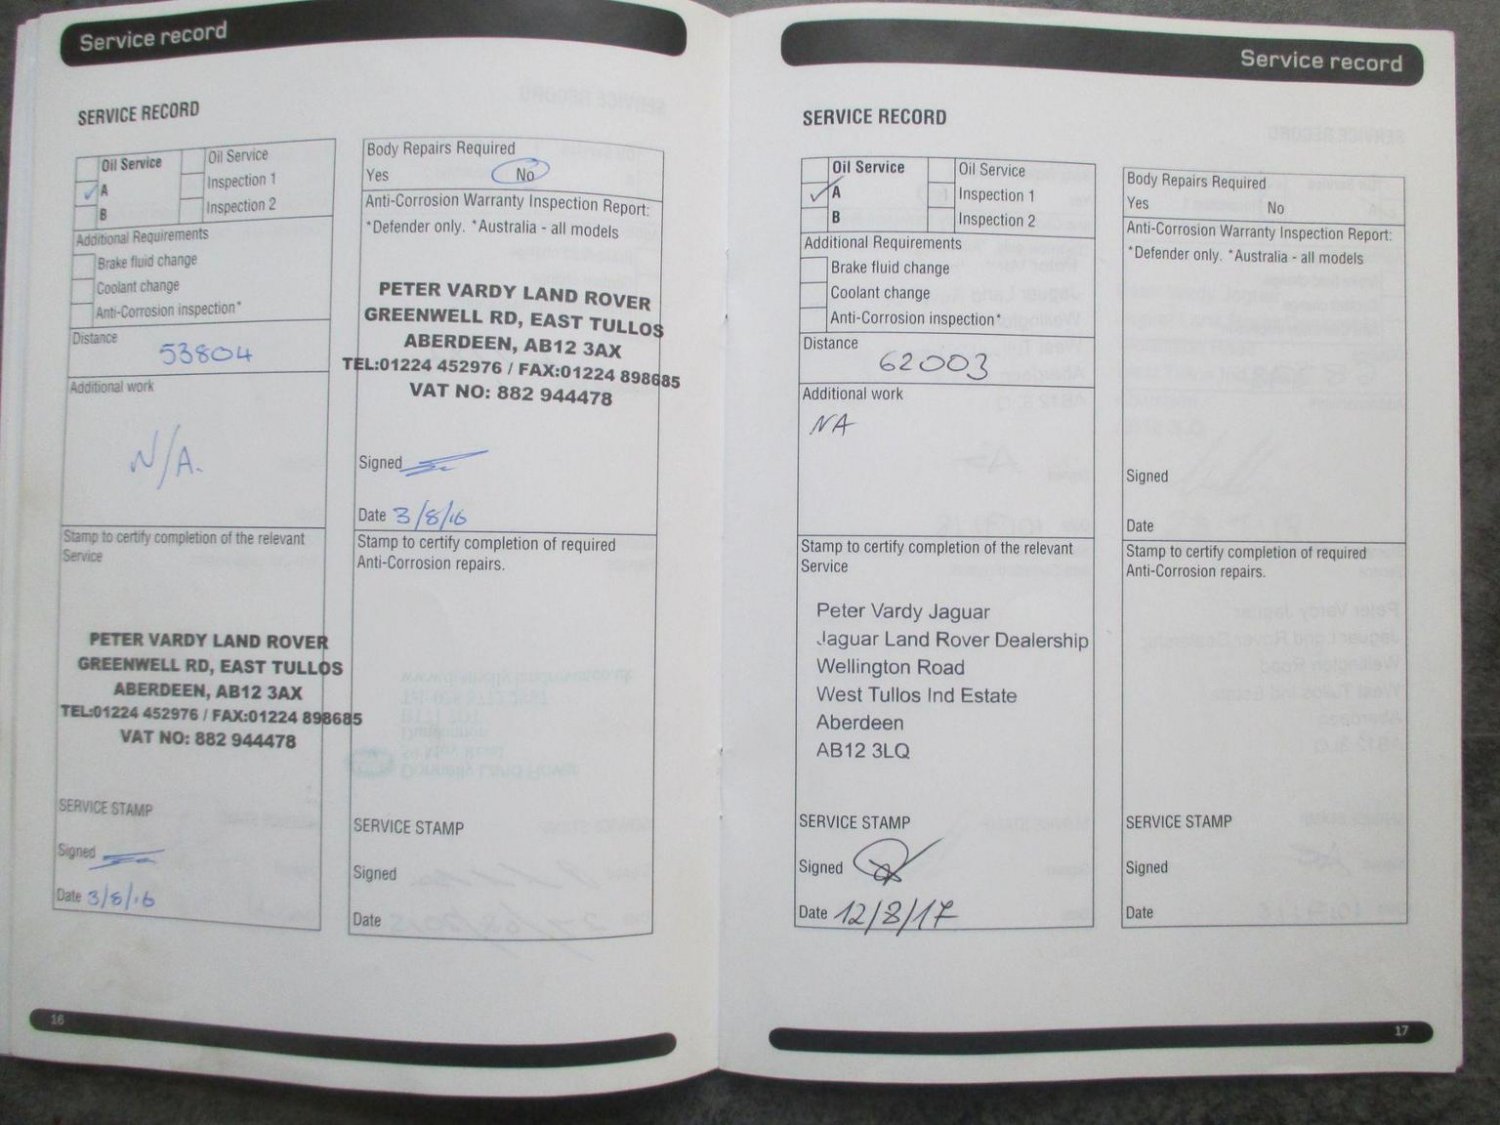 Service record
SERVICE RECORD
Oil Service
A
B
Oil Service
Inspection 1
Inspection 2
Additional Requirements
Brake fluid change
Coolant change
Anti-Corrosion inspection*
Distance
53804
Additional work
N/A.
Stamp to certify completion of the relevant
Service
PETER VARDY LAND ROVER
GREENWELL RD, EAST TULLOS
ABERDEEN, AB12 3AX
TEL:01224 452976 / FAX:01224 898685
VAT NO: 882 944478
SERVICE STAMP
Signed
Date 3/8/16
Body Repairs Required
Yes No
Anti-Corrosion Warranty Inspection Report:
*Defender only. *Australia - all models
PETER VARDY LAND ROVER
GREENWELL RD, EAST TULLOS
ABERDEEN, AB12 3AX
TEL:01224 452976 / FAX:01224 898685
VAT NO: 882 944478
Signed
Date 3/8/16
Stamp to certify completion of required
Anti-Corrosion repairs.
SERVICE STAMP
Signed
Date
16
Service record
SERVICE RECORD
Oil Service
A
B
Oil Service
Inspection 1
Inspection 2
Additional Requirements
Brake fluid change
Coolant change
Anti-Corrosion inspection*
Distance
62003
Additional work
NA
Stamp to certify completion of the relevant
Service
Peter Vardy Jaguar
Jaguar Land Rover Dealership
Wellington Road
West Tullos Ind Estate
Aberdeen
AB12 3LQ
SERVICE STAMP
Signed
Date 12/8/17
Body Repairs Required
Yes No
Anti-Corrosion Warranty Inspection Report:
*Defender only. *Australia - all models
Signed
Date
Stamp to certify completion of required
Anti-Corrosion repairs.
SERVICE STAMP
Signed
Date
17